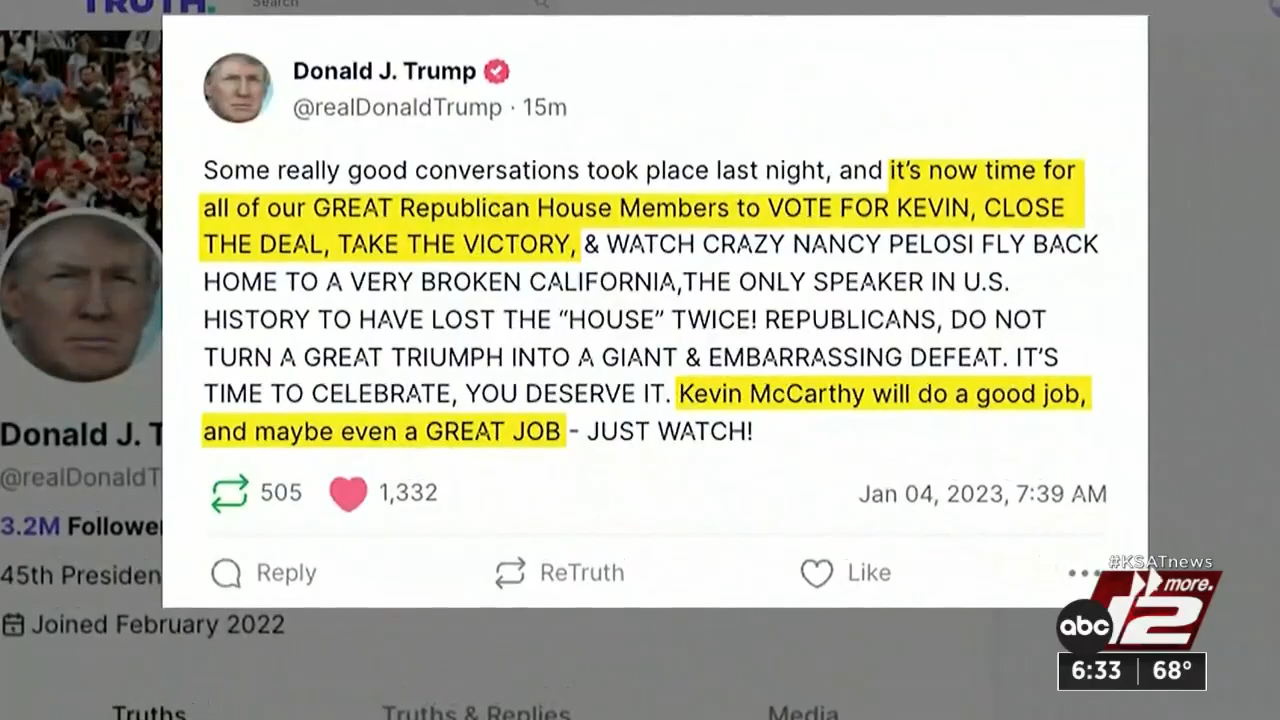 TRUTH.
Search
Donald J. Trump
@realDonaldTrump · 15m
Some really good conversations took place last night, and it’s now time for
all of our GREAT Republican House Members to VOTE FOR KEVIN, CLOSE
THE DEAL, TAKE THE VICTORY, & WATCH CRAZY NANCY PELOSI FLY BACK
HOME TO A VERY BROKEN CALIFORNIA,THE ONLY SPEAKER IN U.S.
HISTORY TO HAVE LOST THE “HOUSE” TWICE! REPUBLICANS, DO NOT
TURN A GREAT TRIUMPH INTO A GIANT & EMBARRASSING DEFEAT. IT’S
TIME TO CELEBRATE, YOU DESERVE IT. Kevin McCarthy will do a good job,
and maybe even a GREAT JOB - JUST WATCH!
505 1,332 Jan 04, 2023, 7:39 AM
Reply ReTruth Like
Donald J. T
@realDonaldT
3.2M Follower
45th Presiden
Joined February 2022
Truths Truths & Replies Media
#KSATnews
more.
abc 12
6:33 68°